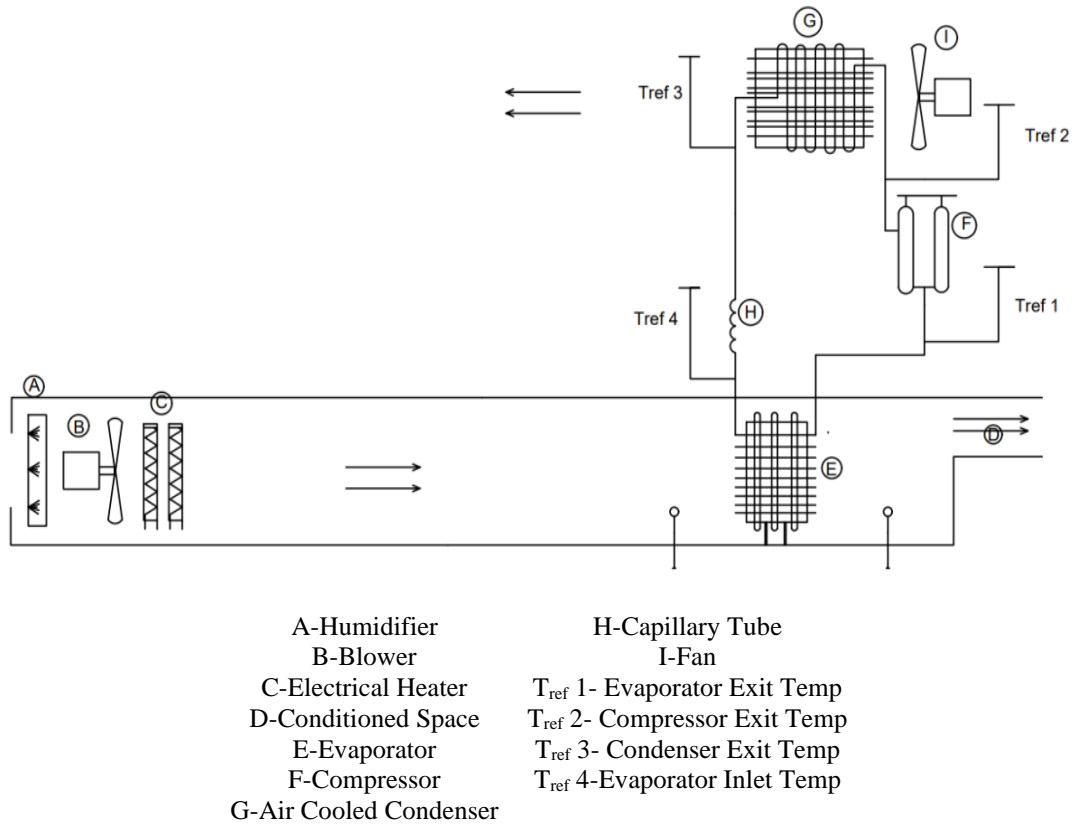 G
I
Tref 3
Tref 2
F
H
Tref 4
Tref 1
A
C
B
D
E
A-Humidifier
B-Blower
C-Electrical Heater
D-Conditioned Space
E-Evaporator
F-Compressor
G-Air Cooled Condenser
H-Capillary Tube
I-Fan
Tref 1- Evaporator Exit Temp
Tref 2- Compressor Exit Temp
Tref 3- Condenser Exit Temp
Tref 4-Evaporator Inlet Temp